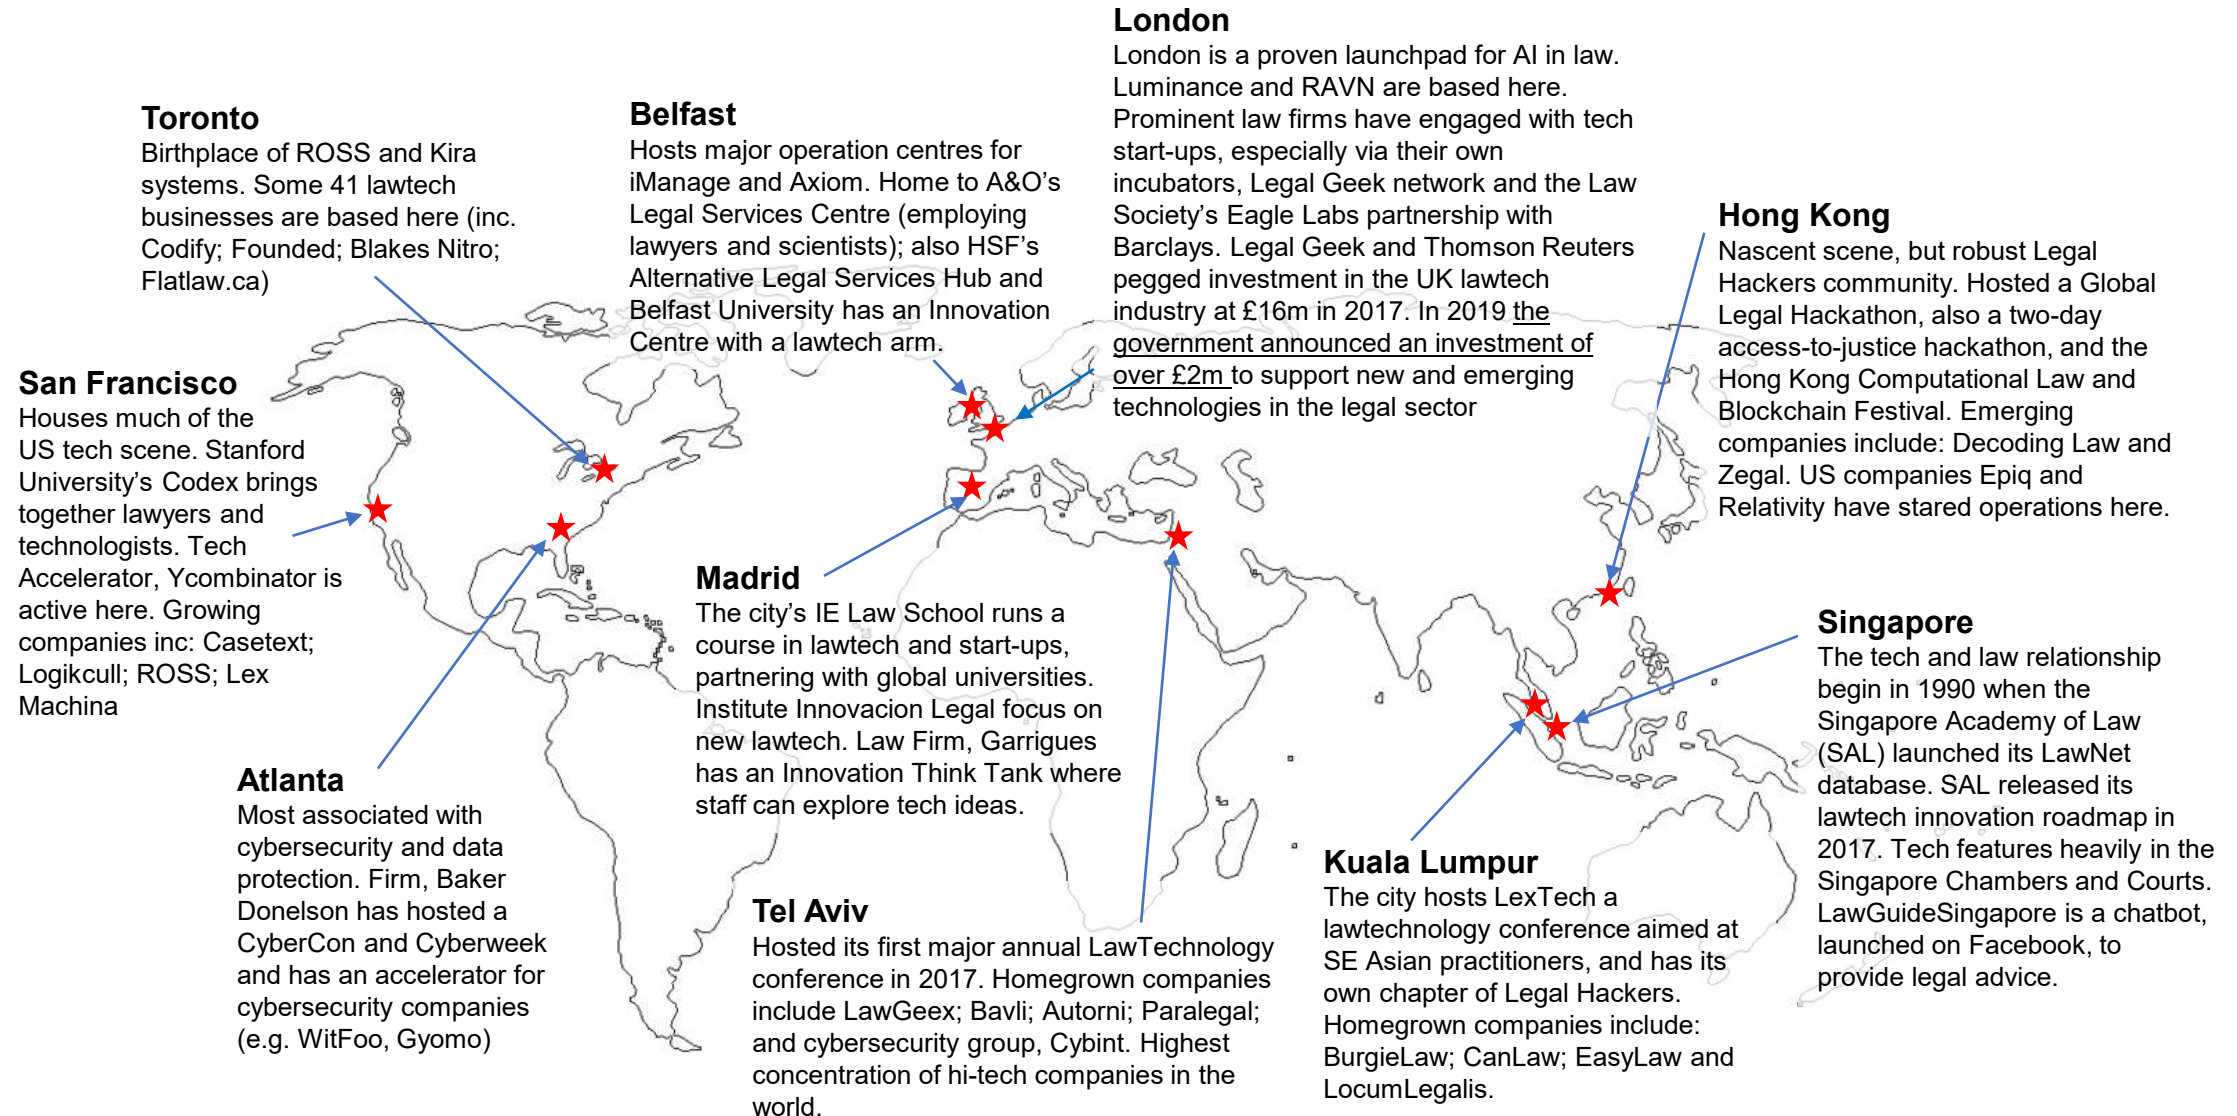 London
London is a proven launchpad for AI in law.
Luminance and RAVN are based here.
Prominent law firms have engaged with tech
start-ups, especially via their own
incubators, Legal Geek network and the Law
Society’s Eagle Labs partnership with
Barclays. Legal Geek and Thomson Reuters
pegged investment in the UK lawtech
industry at £16m in 2017. In 2019 the
government announced an investment of
over £2m to support new and emerging
technologies in the legal sector
Toronto
Birthplace of ROSS and Kira
systems. Some 41 lawtech
businesses are based here (inc.
Codify; Founded; Blakes Nitro;
Flatlaw.ca)
Belfast
Hosts major operation centres for
iManage and Axiom. Home to A&O’s
Legal Services Centre (employing
lawyers and scientists); also HSF’s
Alternative Legal Services Hub and
Belfast University has an Innovation
Centre with a lawtech arm.
Hong Kong
Nascent scene, but robust Legal
Hackers community. Hosted a Global
Legal Hackathon, also a two-day
access-to-justice hackathon, and the
Hong Kong Computational Law and
Blockchain Festival. Emerging
companies include: Decoding Law and
Zegal. US companies Epiq and
Relativity have stared operations here.
San Francisco
Houses much of the
US tech scene. Stanford
University’s Codex brings
together lawyers and
technologists. Tech
Accelerator, Ycombinator is
active here. Growing
companies inc: Casetext;
Logikcull; ROSS; Lex
Machina
Madrid
The city’s IE Law School runs a
course in lawtech and start-ups,
partnering with global universities.
Institute Innovacion Legal focus on
new lawtech. Law Firm, Garrigues
has an Innovation Think Tank where
staff can explore tech ideas.
Singapore
The tech and law relationship
begin in 1990 when the
Singapore Academy of Law
(SAL) launched its LawNet
database. SAL released its
lawtech innovation roadmap in
2017. Tech features heavily in the
Singapore Chambers and Courts.
LawGuideSingapore is a chatbot,
launched on Facebook, to
provide legal advice.
Atlanta
Most associated with
cybersecurity and data
protection. Firm, Baker
Donelson has hosted a
CyberCon and Cyberweek
and has an accelerator for
cybersecurity companies
(e.g. WitFoo, Gyomo)
Tel Aviv
Hosted its first major annual LawTechnology
conference in 2017. Homegrown companies
include LawGeex; Bavli; Autorni; Paralegal;
and cybersecurity group, Cybint. Highest
concentration of hi-tech companies in the
world.
Kuala Lumpur
The city hosts LexTech a
lawtechnology conference aimed at
SE Asian practitioners, and has its
own chapter of Legal Hackers.
Homegrown companies include:
BurgieLaw; CanLaw; EasyLaw and
LocumLegalis.